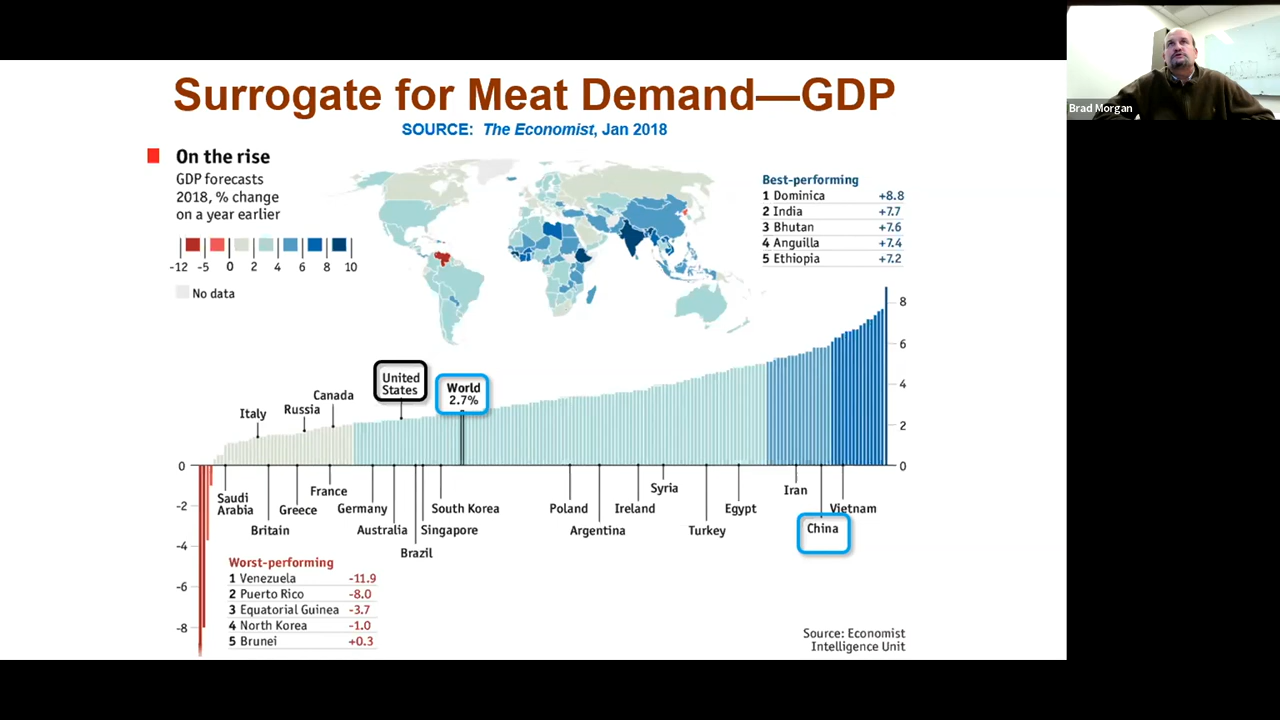 Surrogate for Meat Demand—GDP
SOURCE: The Economist, Jan 2018
Brad Morgan
On the rise
GDP forecasts
2018, % change
on a year earlier
-12 -5 0 2 4 6 8 10
No data
Best-performing
1 Dominica +8.8
2 India +7.7
3 Bhutan +7.6
4 Anguilla +7.4
5 Ethiopia +7.2
8
6
4
2
0
United
States
World
2.7%
Canada
Russia
Italy
0
-2
-4
-6
-8
Saudi
Arabia
Britain
Greece
France
Germany
Australia
Brazil
Singapore
South Korea
Poland
Argentina
Ireland
Syria
Turkey
Egypt
Iran
China
Vietnam
Worst-performing
1 Venezuela -11.9
2 Puerto Rico -8.0
3 Equatorial Guinea -3.7
4 North Korea -1.0
5 Brunei +0.3
Source: Economist
Intelligence Unit